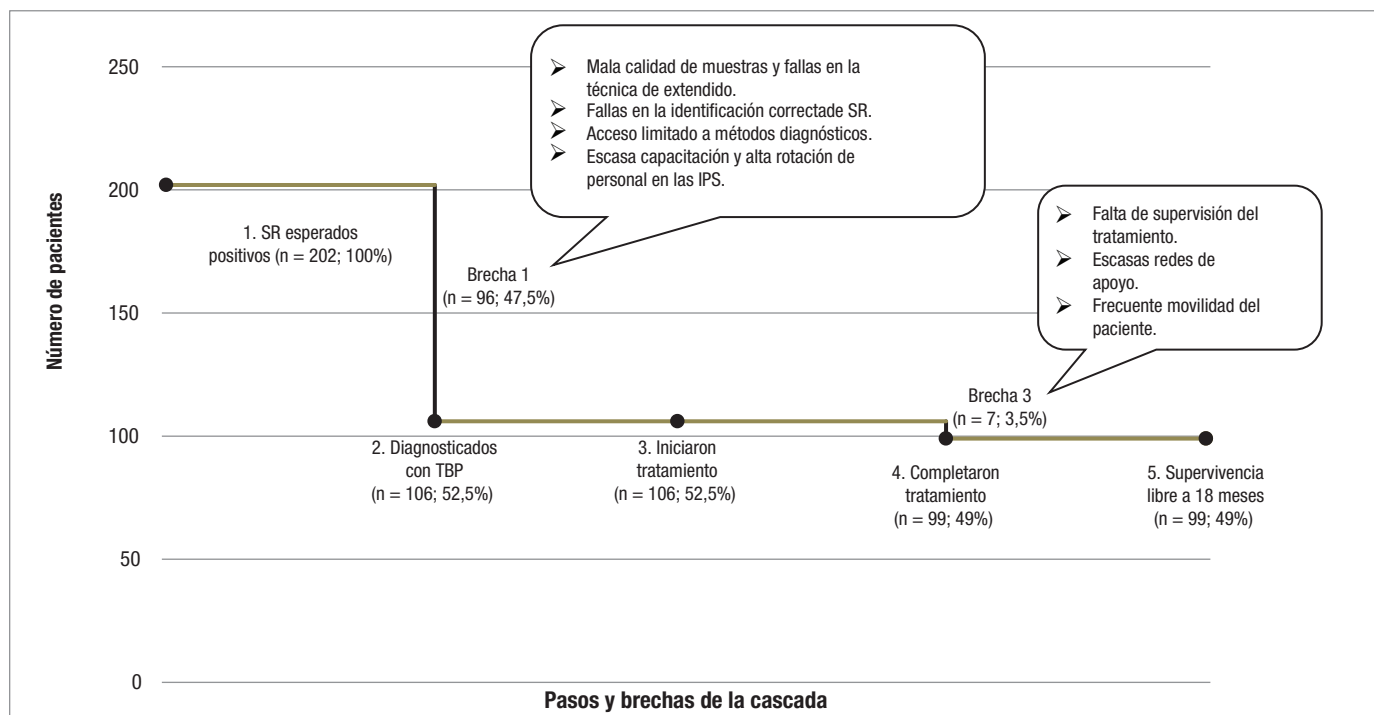 250
200
150
100
50
0
Número de pacientes
➢ Mala calidad de muestras y fallas en la
técnica de extendido.
➢ Fallas en la identificación correctade SR.
➢ Acceso limitado a métodos diagnósticos.
➢ Escasa capacitación y alta rotación de
personal en las IPS.
➢ Falta de supervisión del
tratamiento.
➢ Escasas redes de
apoyo.
➢ Frecuente movilidad del
paciente.
1. SR esperados
positivos (n = 202; 100%)
Brecha 1
(n = 96; 47,5%)
Brecha 3
(n = 7; 3,5%)
2. Diagnosticados
con TBP
(n = 106; 52,5%)
3. Iniciaron
tratamiento
(n = 106; 52,5%)
4. Completaron
tratamiento
(n = 99; 49%)
5. Supervivencia
libre a 18 meses
(n = 99; 49%)
Pasos y brechas de la cascada